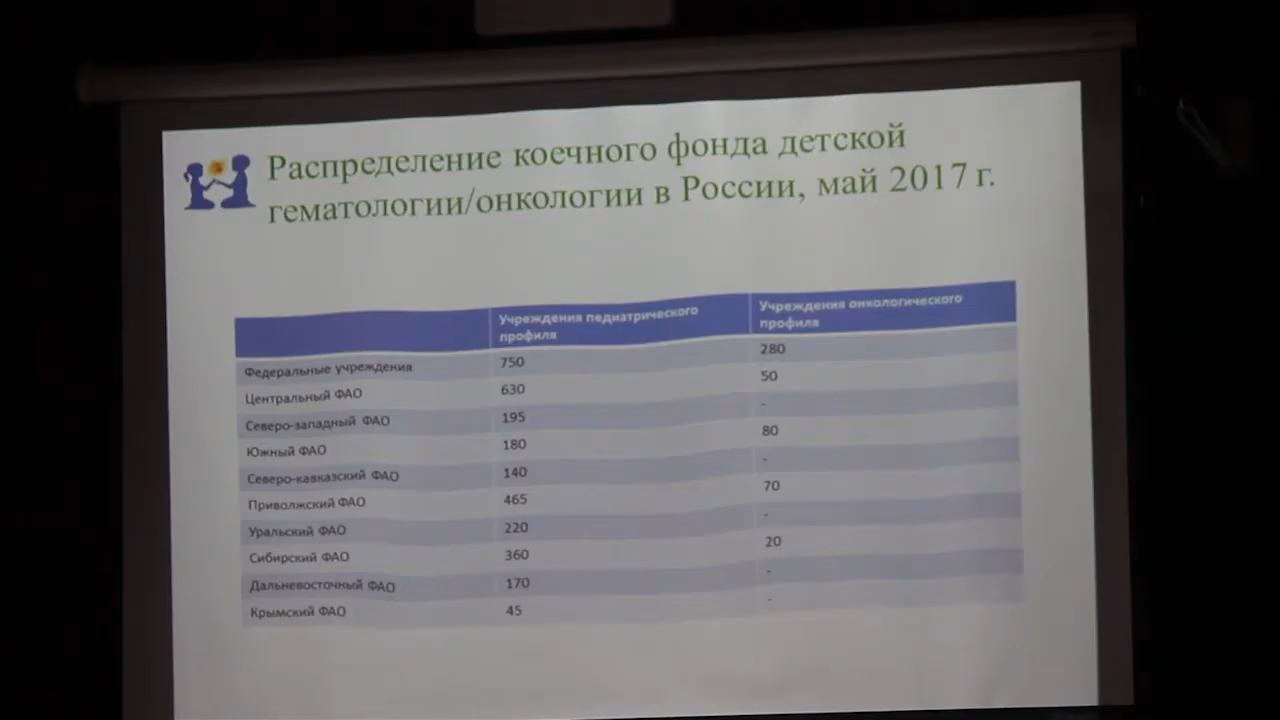 Распределение коечного фонда детской
гематологии/онкологии в России, май 2017 г.
Учреждения педиатрического
профиля
Учреждения онкологического
профиля
Федеральные учреждения 750 280
Центральный ФАО 630 50
Северо-западный ФАО 195 -
Южный ФАО 180 80
Северо-кавказский ФАО 140 -
Приволжский ФАО 465 70
Уральский ФАО 220 -
Сибирский ФАО 360 20
Дальневосточный ФАО 170 -
Крымский ФАО 45 -